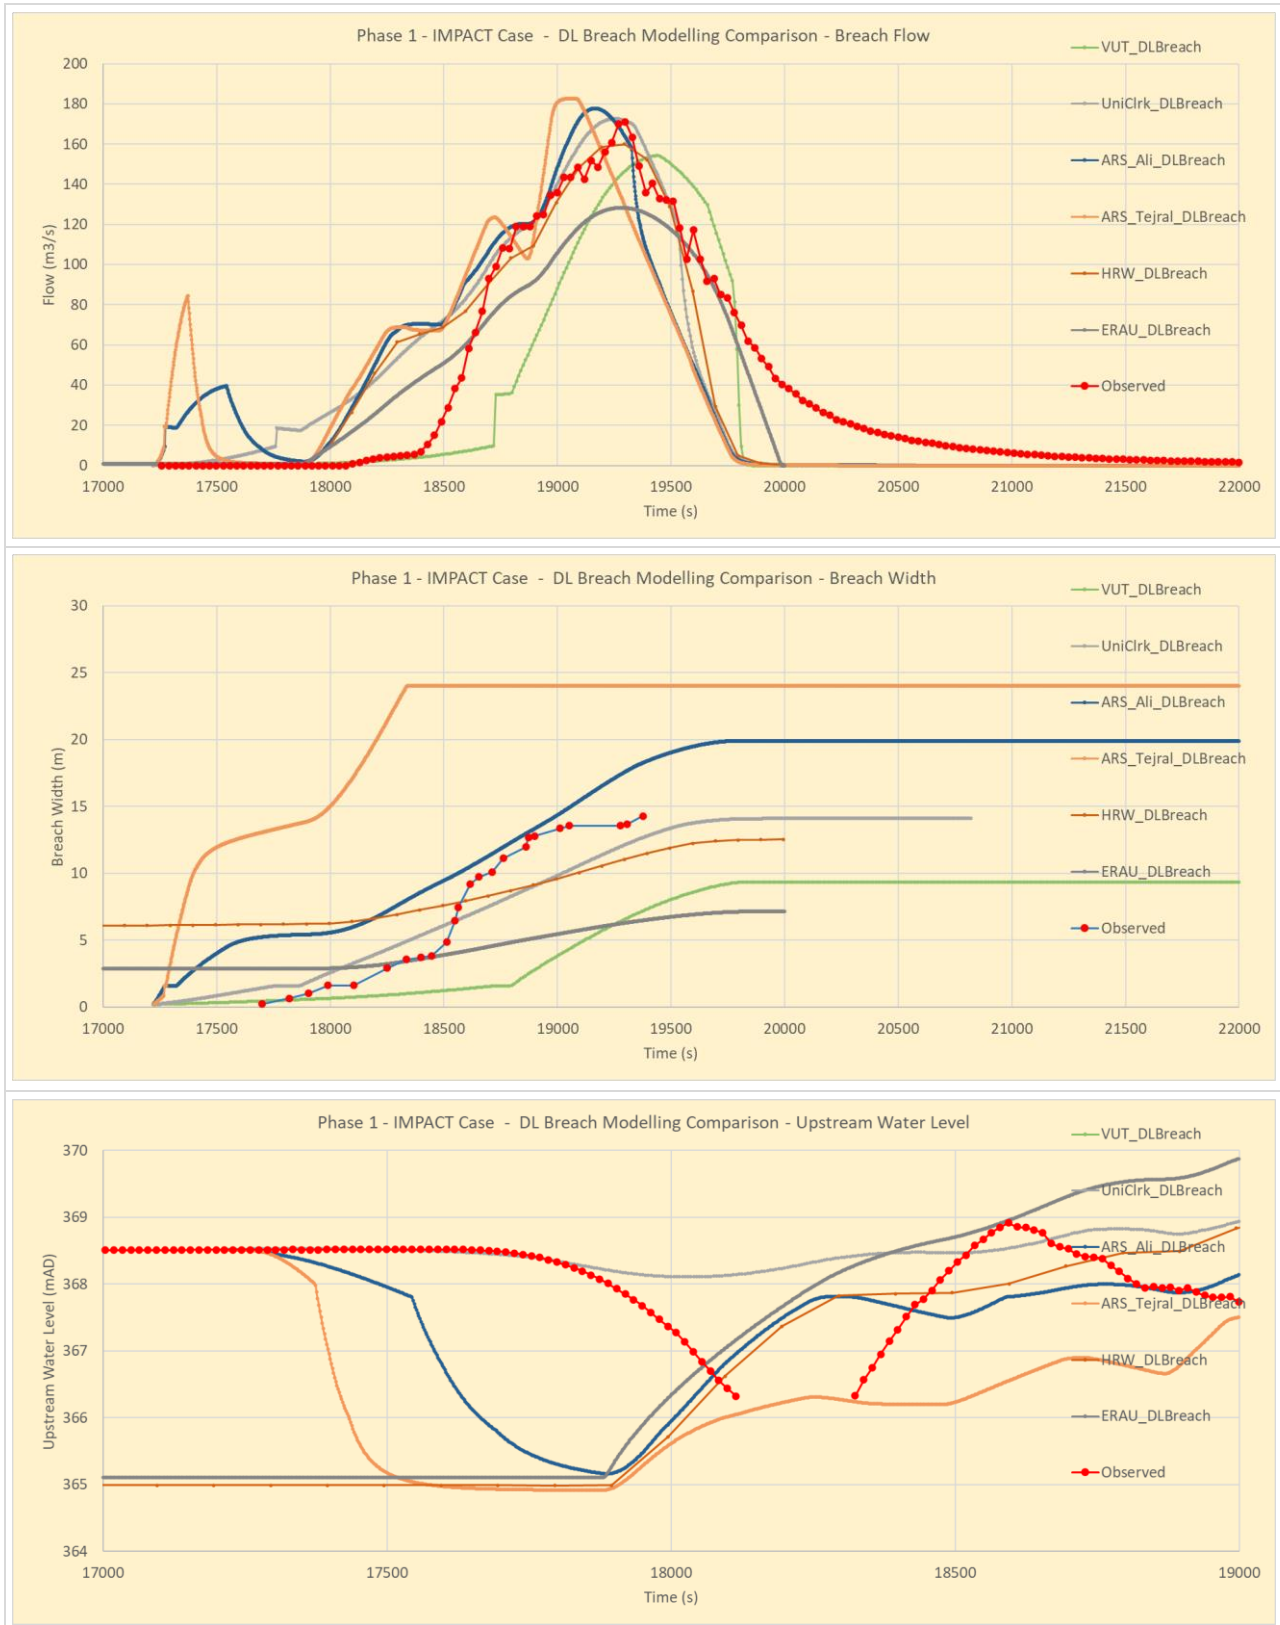 Phase 1 - IMPACT Case - DL Breach Modelling Comparison - Breach Flow
Flow (m3/s)
200
180
160
140
120
100
80
60
40
20
0
17000 17500 18000 18500 19000 19500 20000 20500 21000 21500 22000
Time (s)
VUT_DLBreach
UniClrk_DLBreach
ARS_Ali_DLBreach
ARS_Tejral_DLBreach
HRW_DLBreach
ERAU_DLBreach
Observed
Phase 1 - IMPACT Case - DL Breach Modelling Comparison - Breach Width
Breach Width (m)
30
25
20
15
10
5
0
17000 17500 18000 18500 19000 19500 20000 20500 21000 21500 22000
Time (s)
VUT_DLBreach
UniClrk_DLBreach
ARS_Ali_DLBreach
ARS_Tejral_DLBreach
HRW_DLBreach
ERAU_DLBreach
Observed
Phase 1 - IMPACT Case - DL Breach Modelling Comparison - Upstream Water Level
Upstream Water Level (mAD)
370
369
368
367
366
365
364
17000 17500 18000 18500 19000
Time (s)
VUT_DLBreach
UniClrk_DLBreach
ARS_Ali_DLBreach
ARS_Tejral_DLBreach
HRW_DLBreach
ERAU_DLBreach
Observed